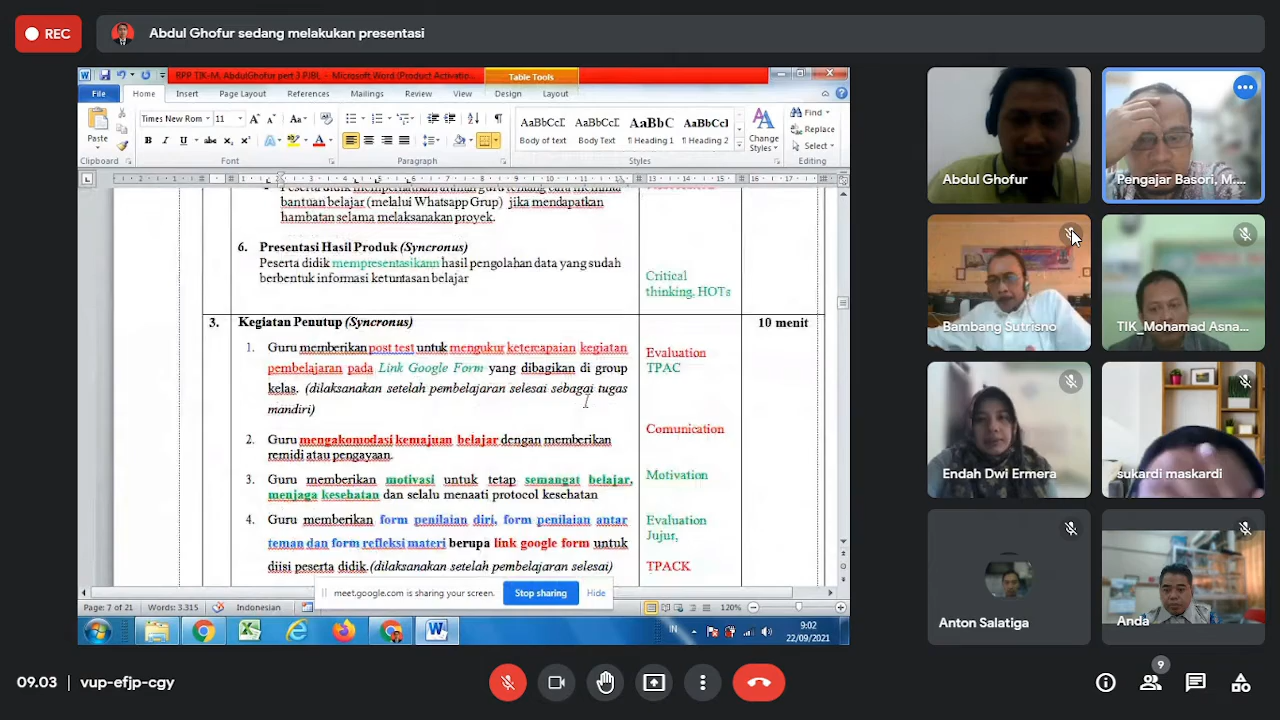 REC
Abdul Ghofur sedang melakukan presentasi
RPP TIK-M. AbdulGhofur pert 3 PJBL - Microsoft Word (Product Activatio...
Table Tools
File Home Insert Page Layout References Mailings Review View Design Layout
Paste
Times New Rom 11
AaBbCcI AaBbCcD AaBbC AaBbCcl
Body of text ¶ Heading 1 ¶ Heading 2
Change Styles
Find
Replace
Select
Clipboard Font Paragraph Styles Editing
bantuan belajar (melalui Whatsapp Grup) jika mendapatkan
hambatan selama melaksanakan proyek.
6. Presentasi Hasil Produk (Syncronus)
Peserta didik mempresentasikann hasil pengolahan data yang sudah
berbentuk informasi ketuntasan belajar
Critical
thinking, HOTs
3. Kegiatan Penutup (Syncronus)
10 menit
1. Guru memberikan post test untuk mengukur ketercapaian kegiatan
pembelajaran pada Link Google Form yang dibagikan di group
kelas. (dilaksanakan setelah pembelajaran selesai sebagai tugas
mandiri)
Evaluation
TPAC
2. Guru mengakomodasi kemajuan belajar dengan memberikan
remidi atau pengayaan.
Comunication
3. Guru memberikan motivasi untuk tetap semangat belajar,
menjaga kesehatan dan selalu menaati protocol kesehatan
Motivation
4. Guru memberikan form penilaian diri, form penilaian antar
teman dan form refleksi materi berupa link google form untuk
diisi peserta didik.(dilaksanakan setelah pembelajaran selesai)
Evaluation
Jujur,
TPACK
meet.google.com is sharing your screen. Stop sharing Hide
Page: 7 of 21 Words: 3.315 Indonesian 120%
IN 9:02
22/09/2021
Abdul Ghofur
Pengajar Basori, M....
Bambang Sutrisno
TIK_Mohamad Asna...
Endah Dwi Ermera
sukardi maskardi
Anton Salatiga
Anda
09.03 | vup-efjp-cgy
9